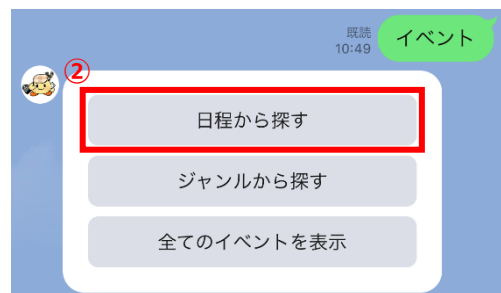 既読
10:49
イベント
②
日程から探す
ジャンルから探す
全てのイベントを表示